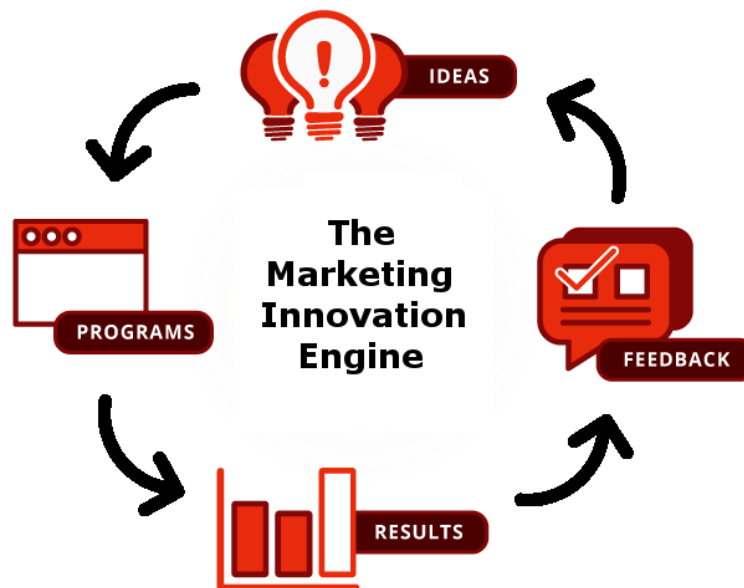 IDEAS
The
Marketing
Innovation
Engine
PROGRAMS
FEEDBACK
RESULTS